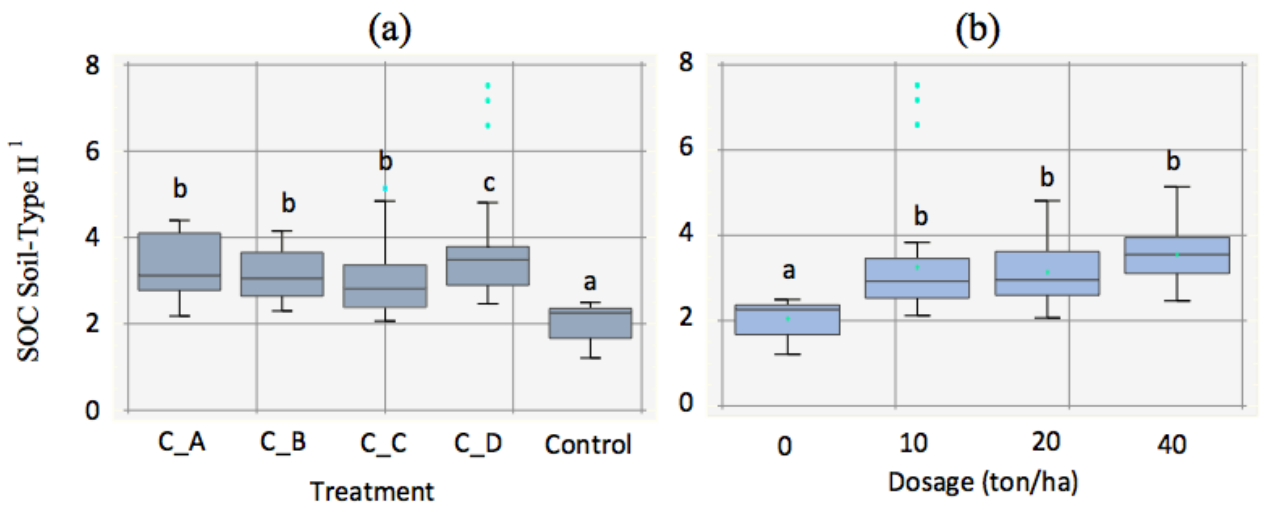 (a)
SOC Soil-Type II 1
8
6
4
2
0
b
b
b
c
a
C_A C_B C_C C_D Control
Treatment
(b)
8
6
4
2
0
a
b
b
b
0 10 20 40
Dosage (ton/ha)